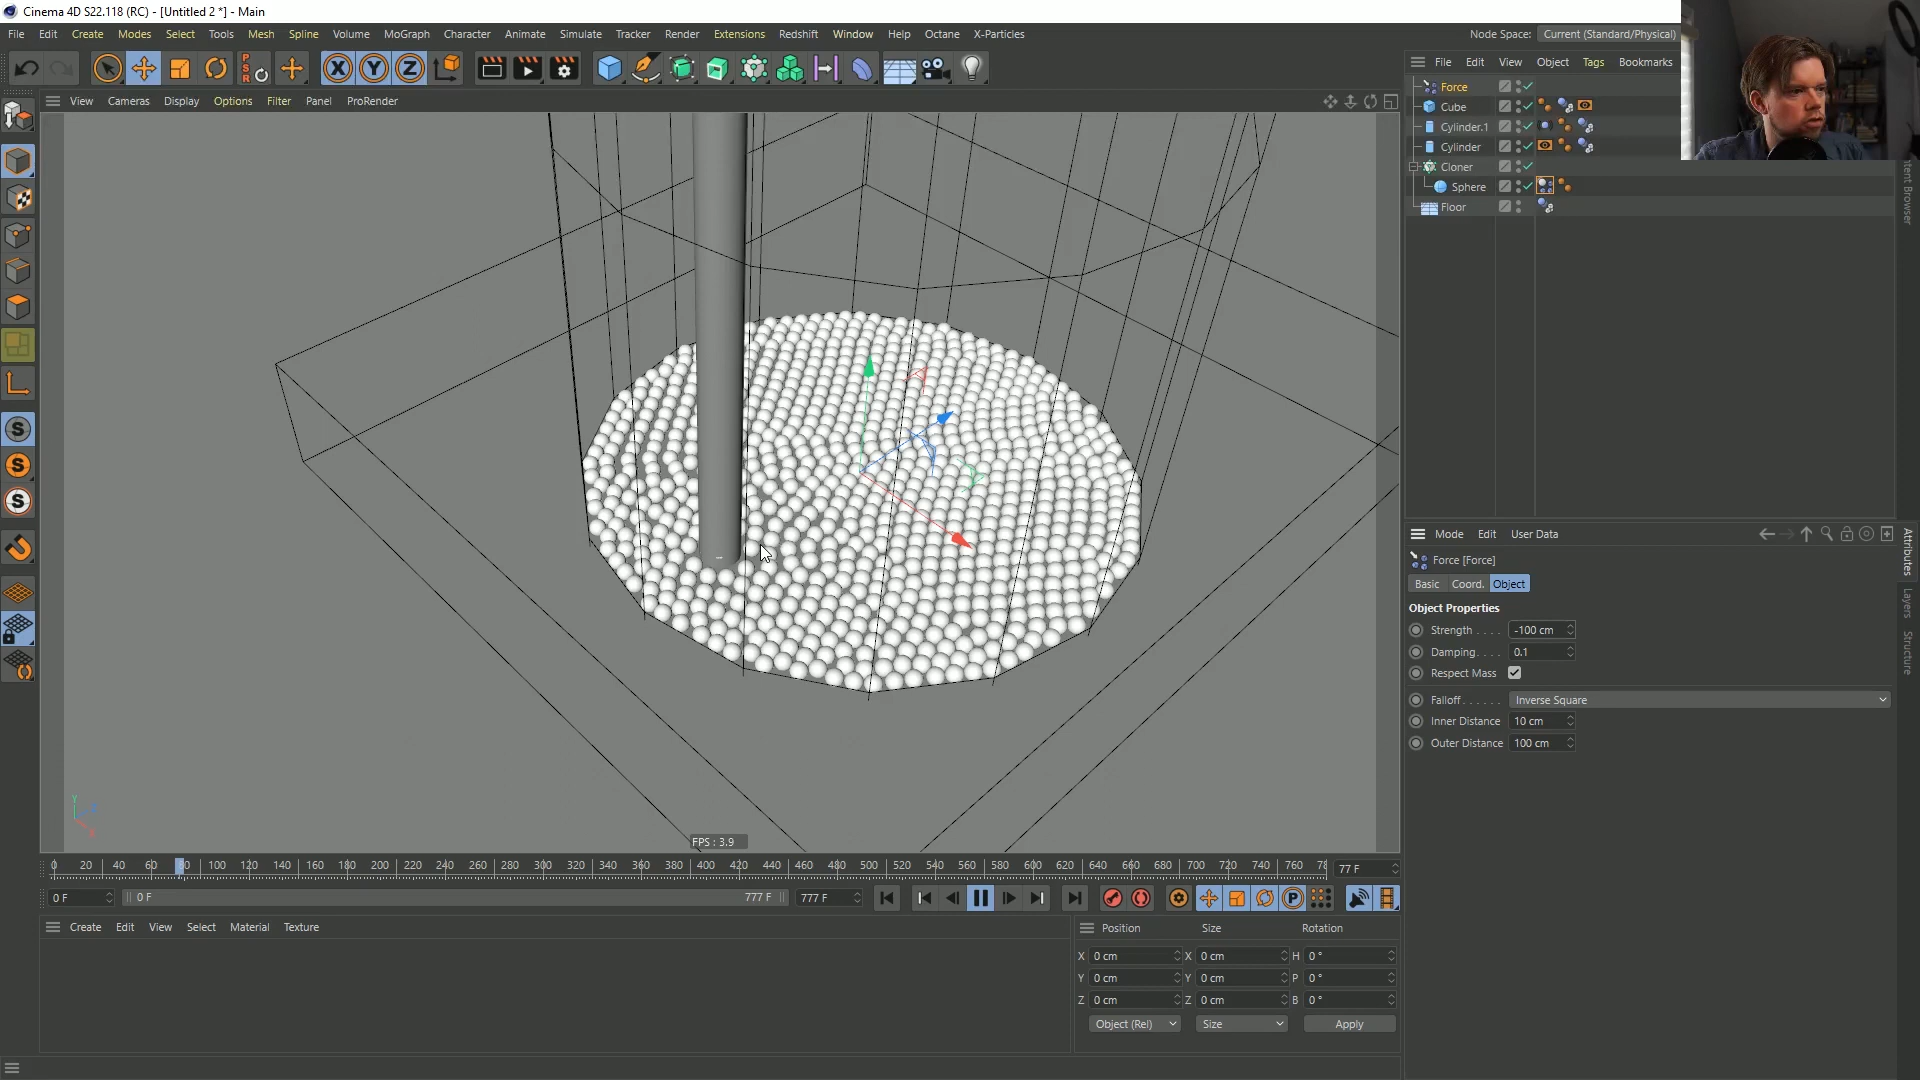 Cinema 4D S22.118 (RC) - [Untitled 2 *] - Main
File Edit Create Modes Select Tools Mesh Spline Volume MoGraph Character Animate Simulate Tracker Render Extensions Redshift Window Help Octane X-Particles
Node Space: Current (Standard/Physical)
PSR
X Y Z
View Cameras Display Options Filter Panel ProRender
File Edit View Object Tags Bookmarks
Force
Cube
Cylinder.1
Cylinder
Cloner
Sphere
Floor
S
S
S
Mode Edit User Data
Force [Force]
Basic Coord. Object
Object Properties
Strength . . . . -100 cm
Damping. . . . 0.1
Respect Mass
Falloff. . . . . . Inverse Square
Inner Distance 10 cm
Outer Distance 100 cm
Attributes
Layers
Structure
Y
X
FPS : 3.9
0 20 40 60 80 100 120 140 160 180 200 220 240 260 280 300 320 340 360 380 400 420 440 460 480 500 520 540 560 580 600 620 640 660 680 700 720 740 760 78 77 F
0 F 0 F 777 F 777 F P
Create Edit View Select Material Texture
Position Size Rotation
X 0 cm X 0 cm H 0 °
Y 0 cm Y 0 cm P 0 °
Z 0 cm Z 0 cm B 0 °
Object (Rel) Size Apply